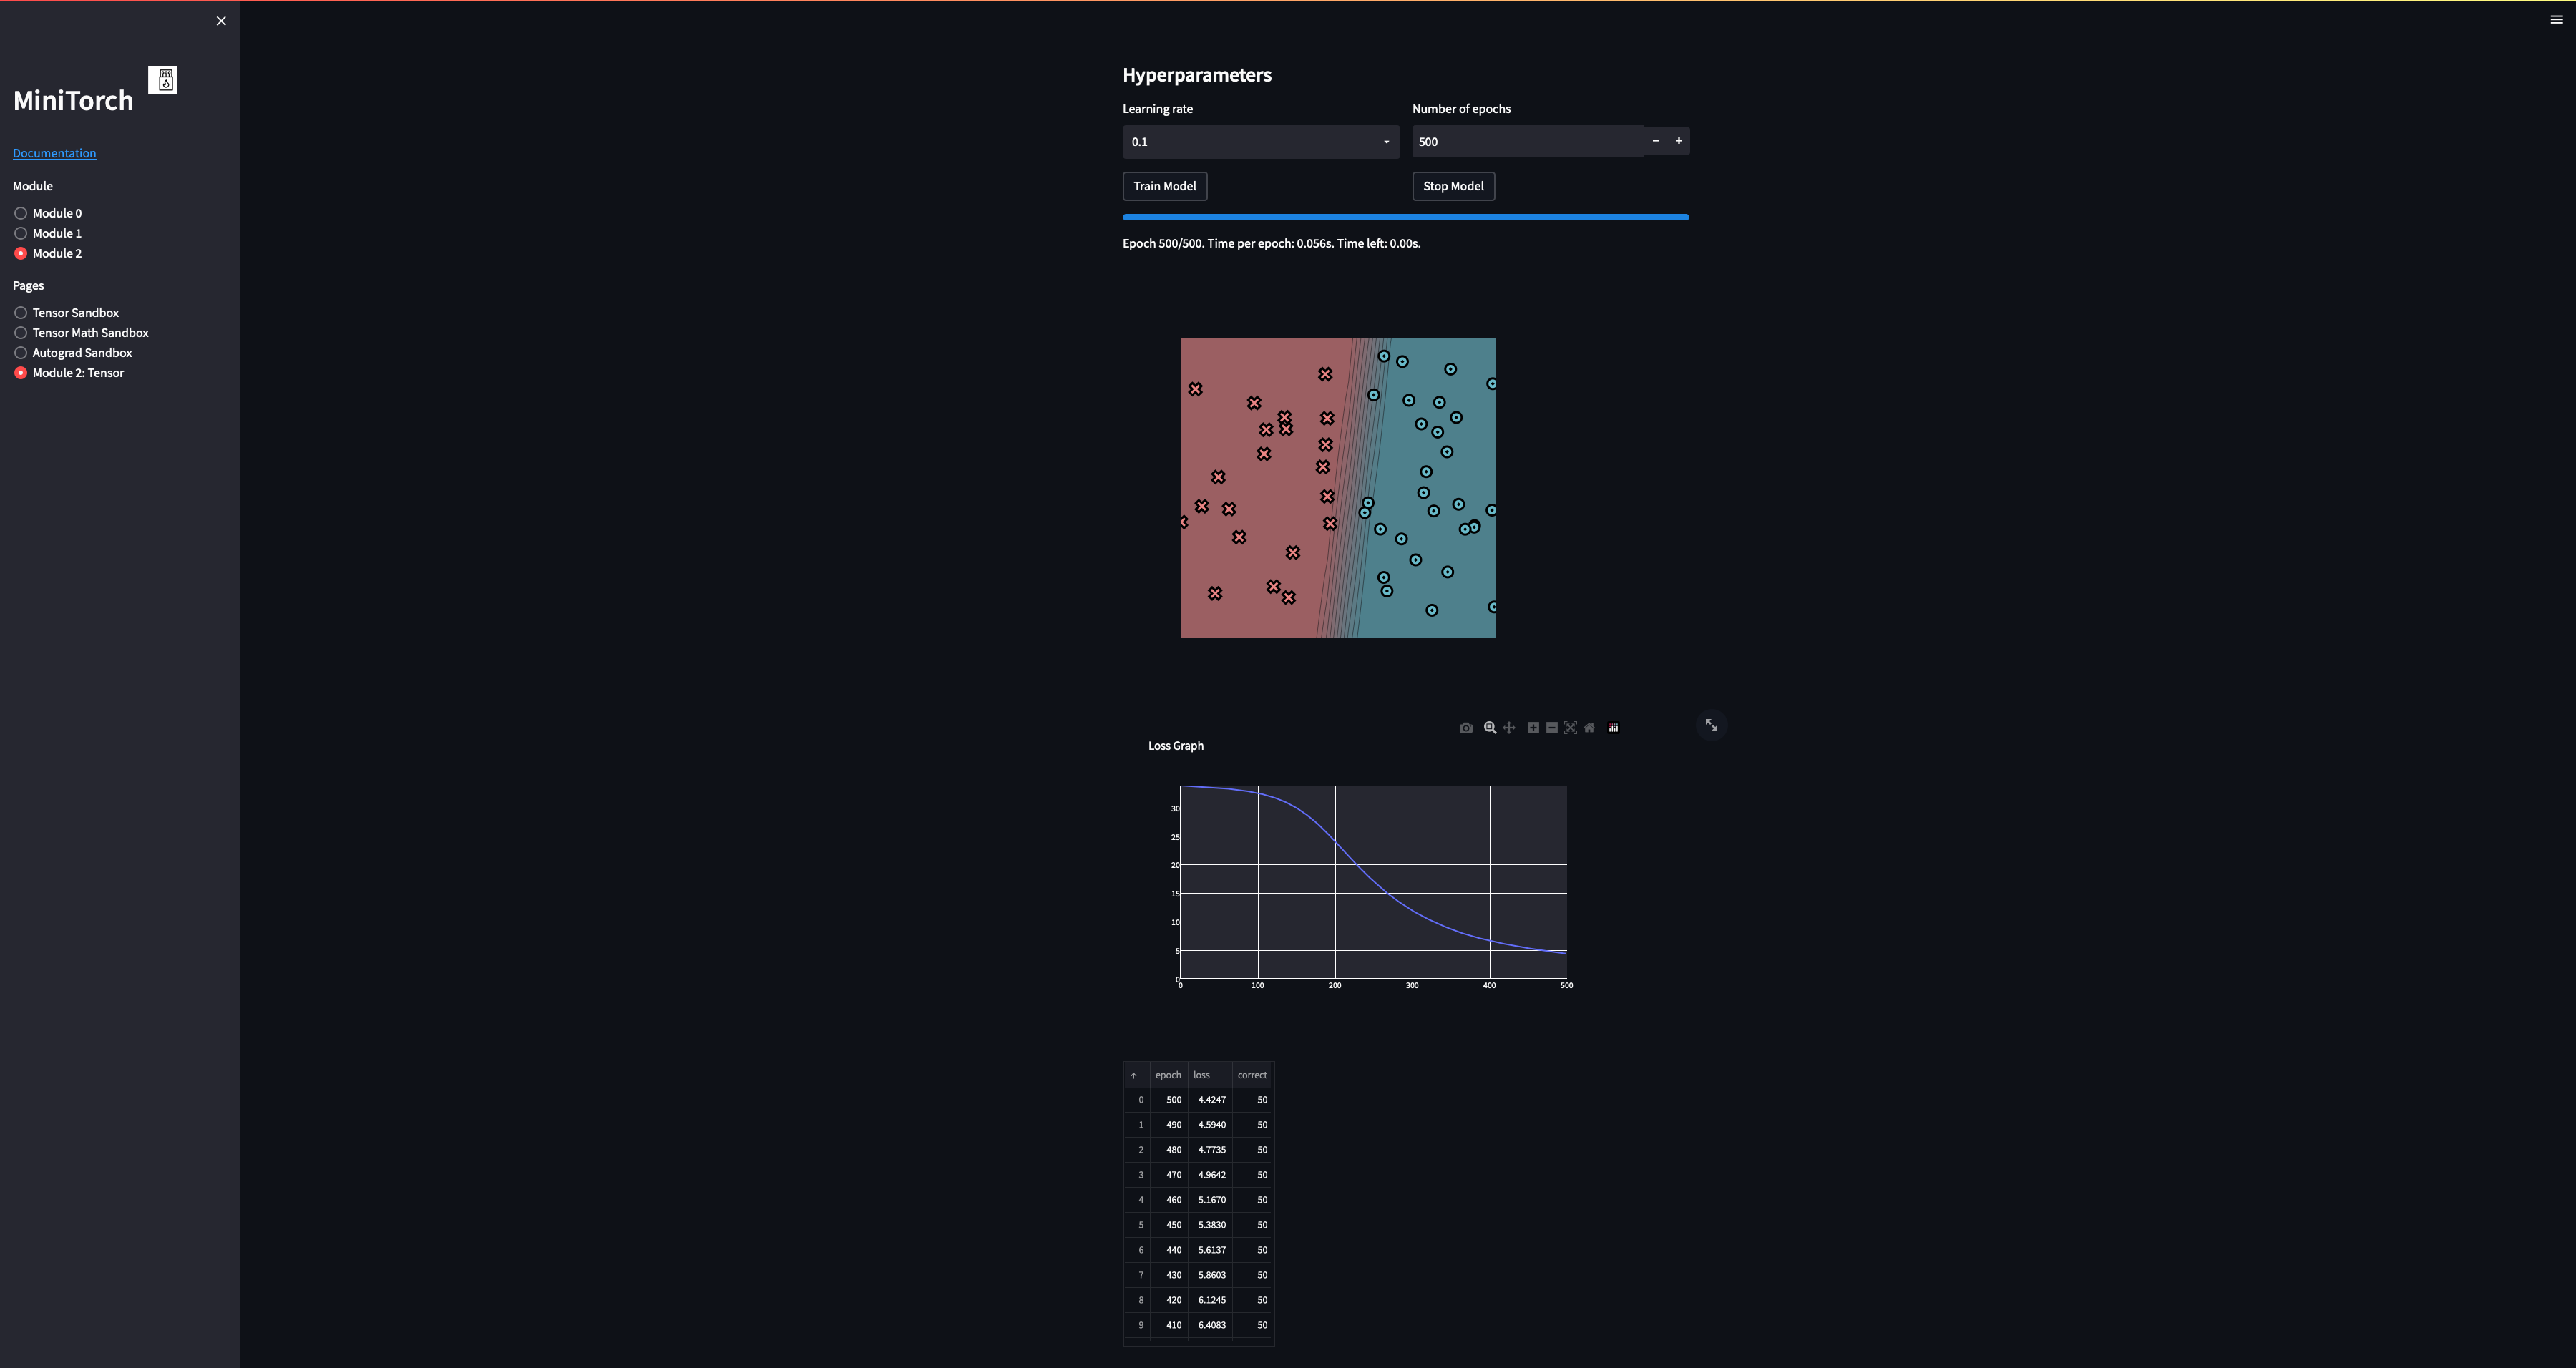 MiniTorch
Documentation
Module
Module 0
Module 1
Module 2
Pages
Tensor Sandbox
Tensor Math Sandbox
Autograd Sandbox
Module 2: Tensor
Hyperparameters
Learning rate Number of epochs
0.1 500
Train Model Stop Model
Epoch 500/500. Time per epoch: 0.056s. Time left: 0.00s.
Loss Graph
30
25
20
15
10
5
0
0 100 200 300 400 500
epoch loss correct
0 500 4.4247 50
1 490 4.5940 50
2 480 4.7735 50
3 470 4.9642 50
4 460 5.1670 50
5 450 5.3830 50
6 440 5.6137 50
7 430 5.8603 50
8 420 6.1245 50
9 410 6.4083 50